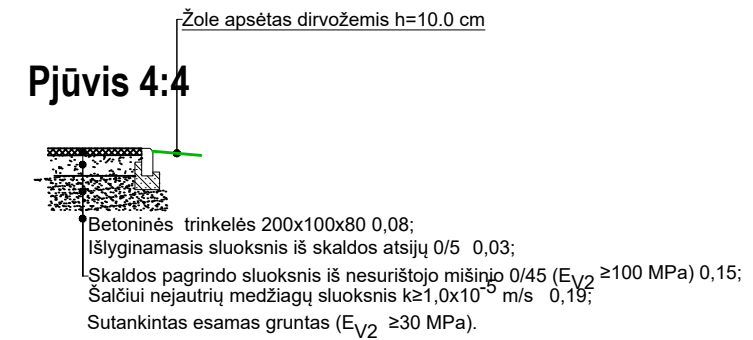 Žole apsėtas dirvožemis h=10.0 cm
Pjūvis 4:4
Betoninės trinkelės 200x100x80 0,08;
Išlyginamasis sluoksnis iš skaldos atsijų 0/5 0,03;
Skaldos pagrindo sluoksnis iš nesurištojo mišinio 0/45 (EV2 ≥100 MPa) 0,15;
Šalčiui nejautrių medžiagų sluoksnis k≥1,0x10-5 m/s 0,19;
Sutankintas esamas gruntas (EV2 ≥30 MPa).